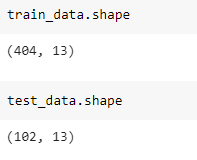 train_data.shape
(404, 13)
test_data.shape
(102, 13)